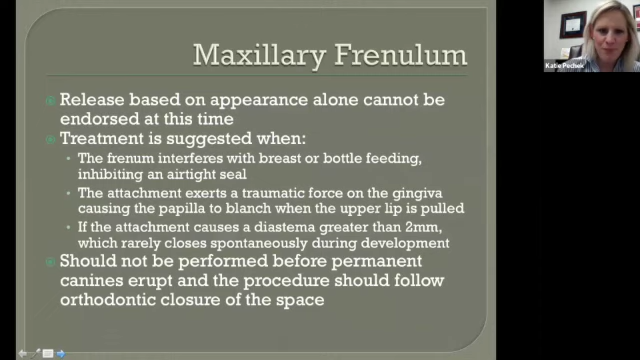 Maxillary Frenulum
Release based on appearance alone cannot be
endorsed at this time
Treatment is suggested when:
The frenum interferes with breast or bottle feeding,
inhibiting an airtight seal
The attachment exerts a traumatic force on the gingiva
causing the papilla to blanch when the upper lip is pulled
If the attachment causes a diastema greater than 2mm,
which rarely closes spontaneously during development
Should not be performed before permanent
canines erupt and the procedure should follow
orthodontic closure of the space
Katie Pechek